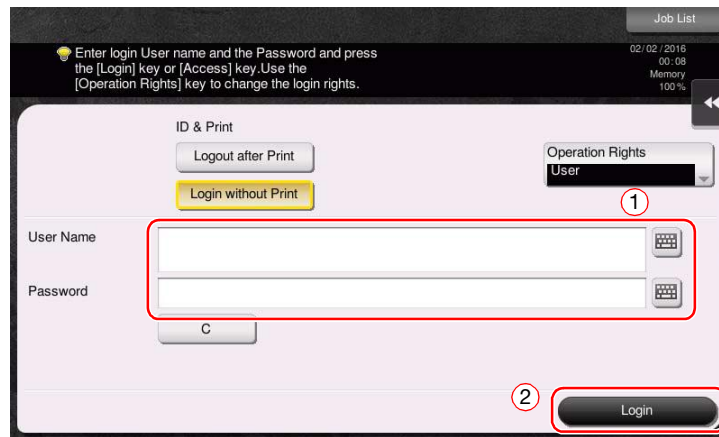 Job List
Enter login User name and the Password and press
the [Login] key or [Access] key.Use the
[Operation Rights] key to change the login rights.
02/02/2016
00:08
Memory
100 %
ID & Print
Logout after Print
Login without Print
Operation Rights
User
1
User Name
Password
C
2
Login